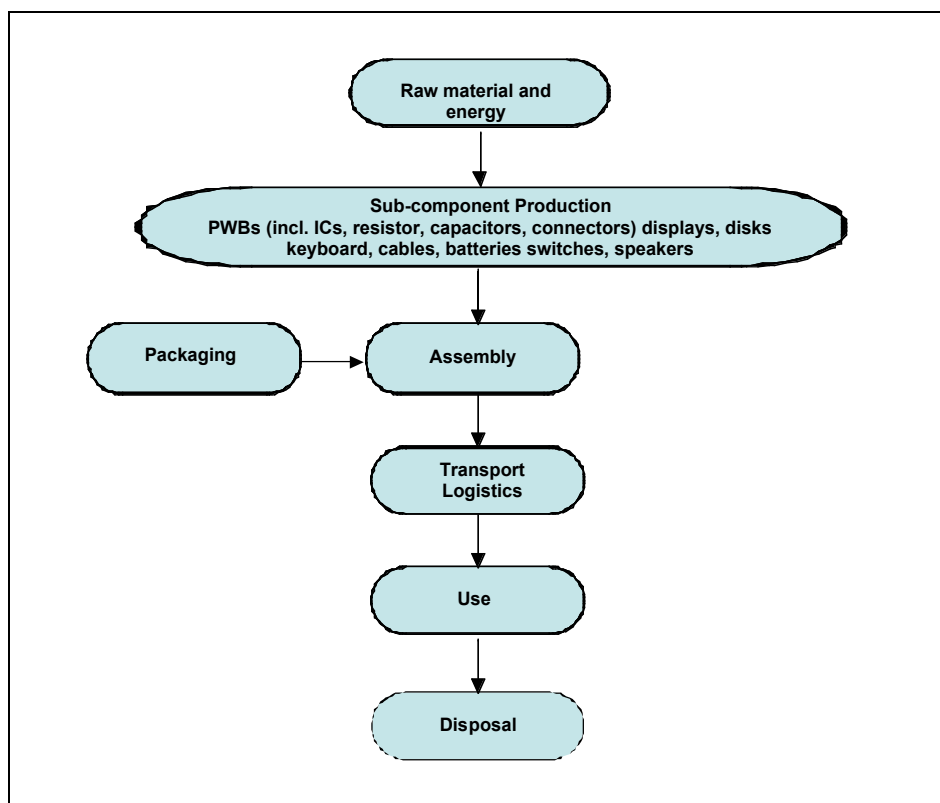 Raw material and
energy
Sub-component Production
PWBs (incl. ICs, resistor, capacitors, connectors) displays, disks
keyboard, cables, batteries switches, speakers
Packaging
Assembly
Transport
Logistics
Use
Disposal